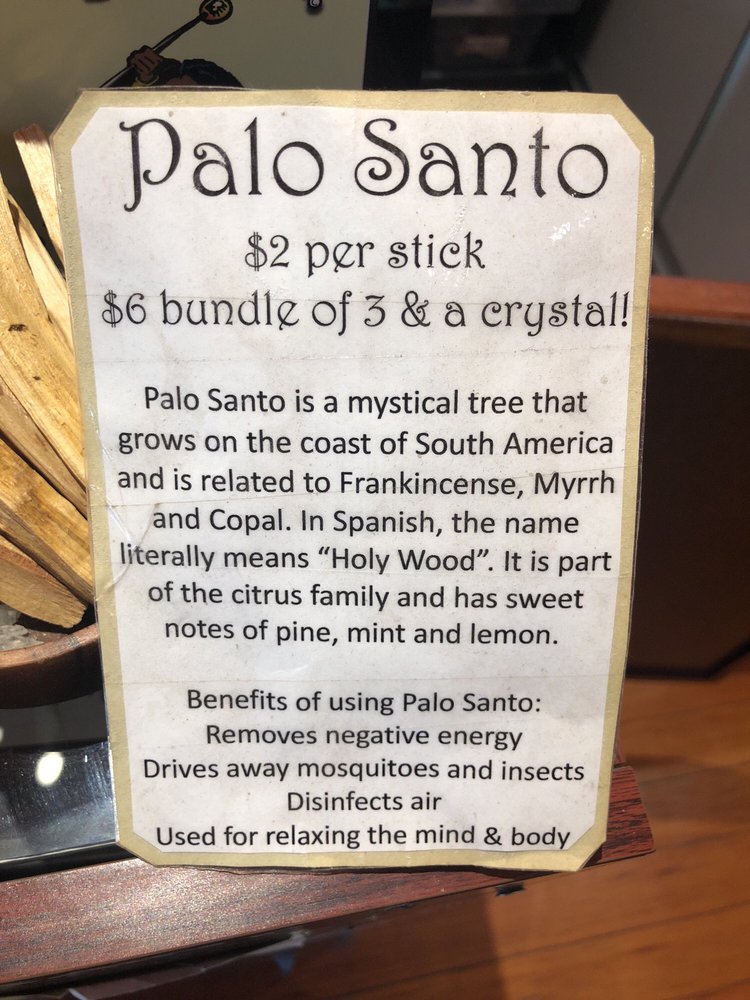 Palo Santo
$2 per stick
$6 bundle of 3 & a crystal!
Palo Santo is a mystical tree that
grows on the coast of South America
and is related to Frankincense, Myrrh
and Copal. In Spanish, the name
literally means “Holy Wood”. It is part
of the citrus family and has sweet
notes of pine, mint and lemon.
Benefits of using Palo Santo:
Removes negative energy
Drives away mosquitoes and insects
Disinfects air
Used for relaxing the mind & body